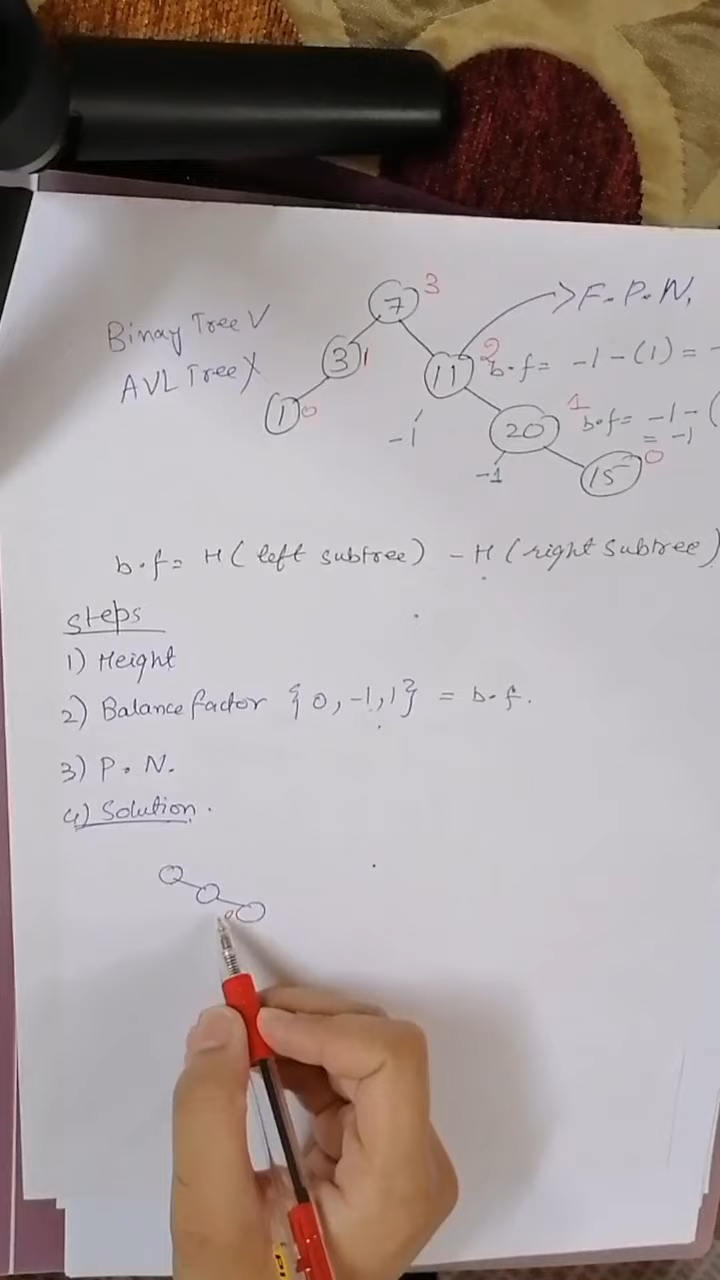 Binay Tree V
AVL Tree X
7 3
3 1
1 0
11 2
-1
20 1
-1
15 0
F.P.N.
b.f = -1-(1) = -
b.f = -1-(
= -1
b.f = H (left subtree) - H (right subtree)
Steps
1) Height
2) Balance factor {0,-1,1} = b.f.
3) P.N.
4) Solution.